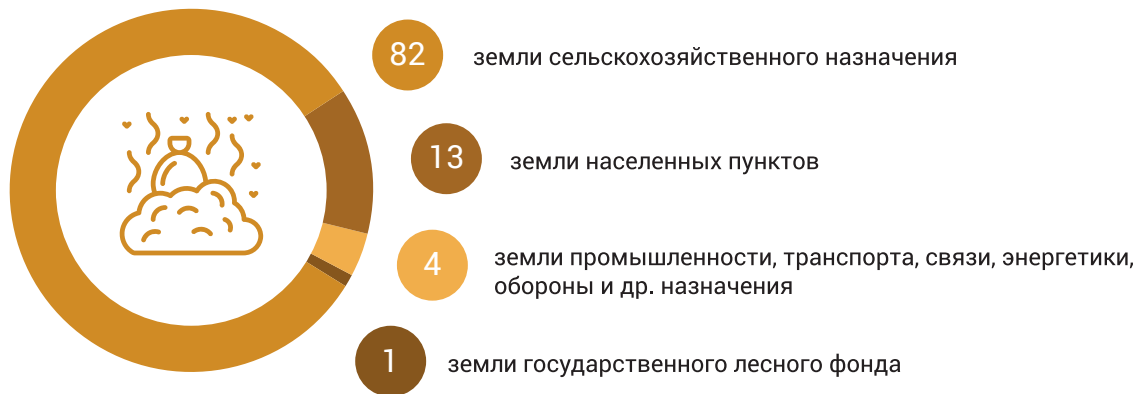 82 земли сельскохозяйственного назначения
13 земли населенных пунктов
4 земли промышленности, транспорта, связи, энергетики,
обороны и др. назначения
1 земли государственного лесного фонда